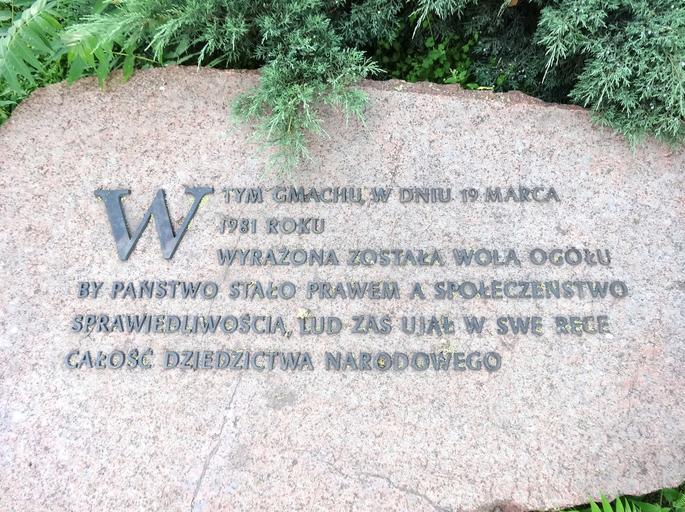 W TYM GMACHU, W DNIU 19 MARCA
1981 ROKU
WYRAŻONA ZOSTAŁA WOLA OGÓŁU
BY PAŃSTWO STAŁO PRAWEM A SPOŁECZEŃSTWO
SPRAWIEDLIWOŚCIĄ, LUD ZAŚ UJĄŁ W SWE RĘCE
CAŁOŚĆ DZIEDZICTWA NARODOWEGO